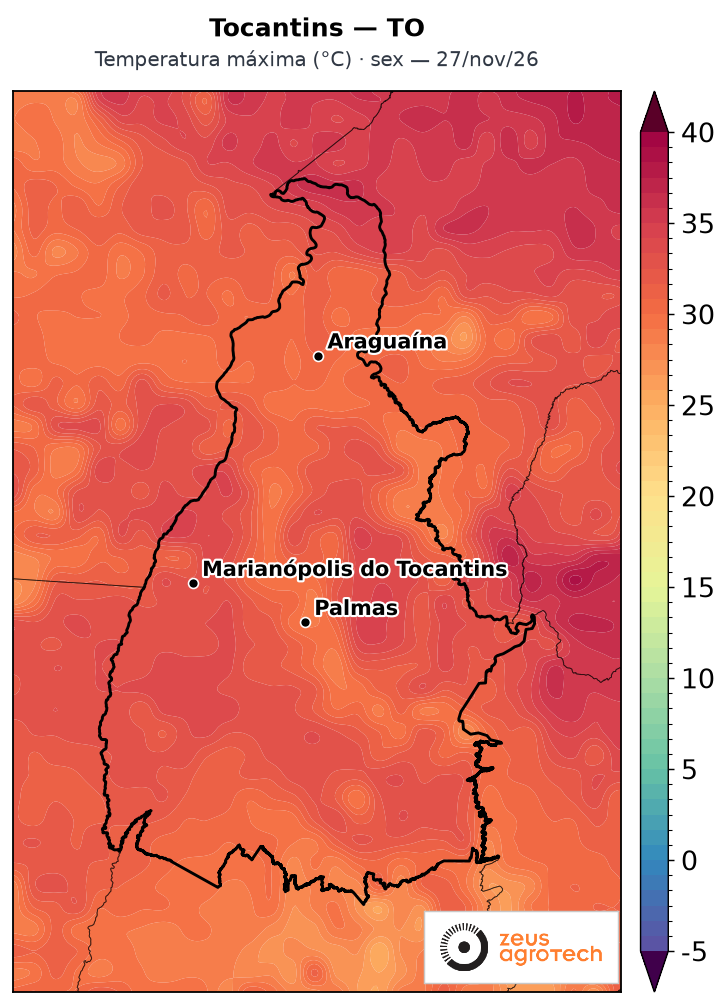 Tocantins — TO
Temperatura máxima (°C) · sex — 27/nov/26
40
35
30
25
20
15
10
5
0
-5
Araguaína
Marianópolis do Tocantins
Palmas
zeus
agrotech